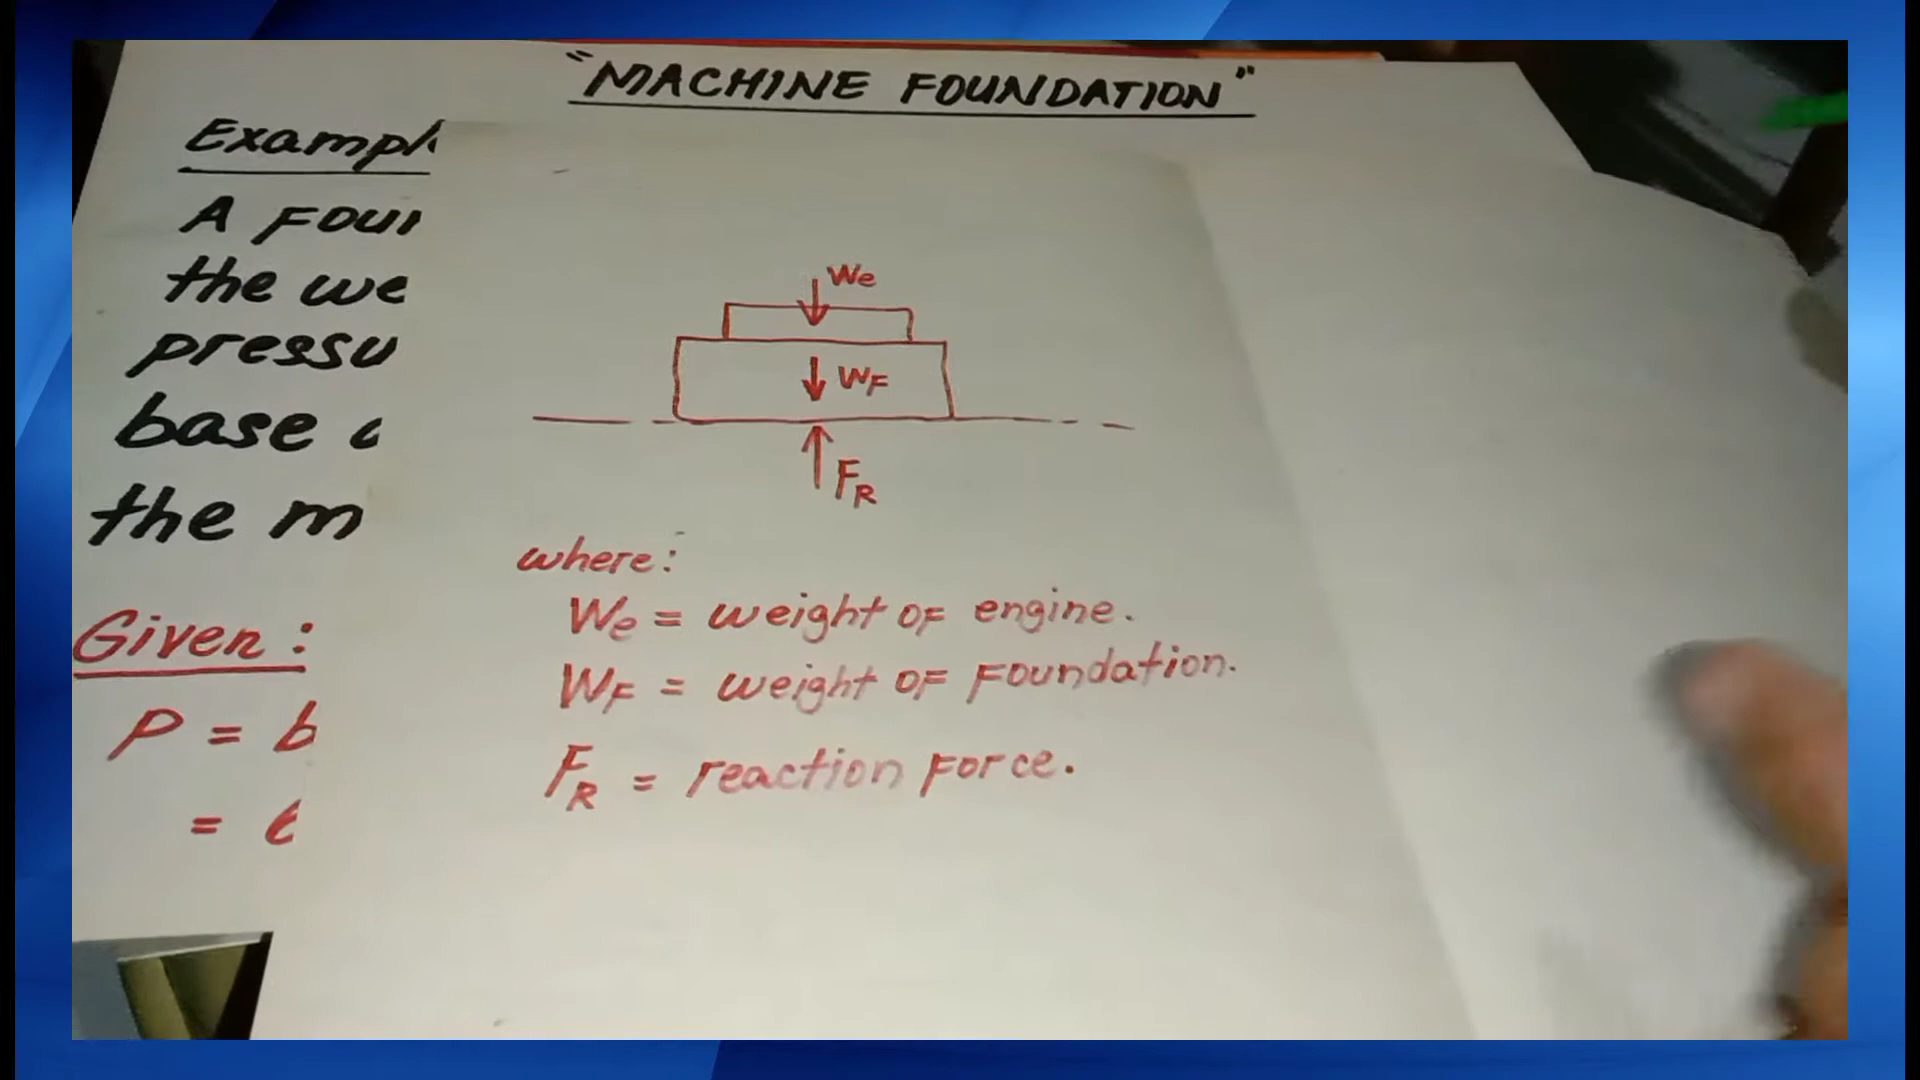 "MACHINE FOUNDATION"
Exampl
A FOUN
the we
pressu
base
the m
Given :
P = b
=
We
WF
FR
where:
We = weight OF engine.
WF = weight OF Foundation.
FR = reaction Force.